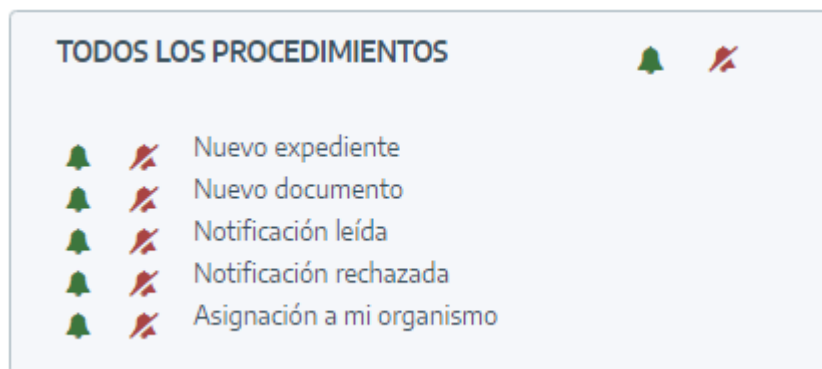 TODOS LOS PROCEDIMIENTOS
Nuevo expediente
Nuevo documento
Notificación leída
Notificación rechazada
Asignación a mi organismo